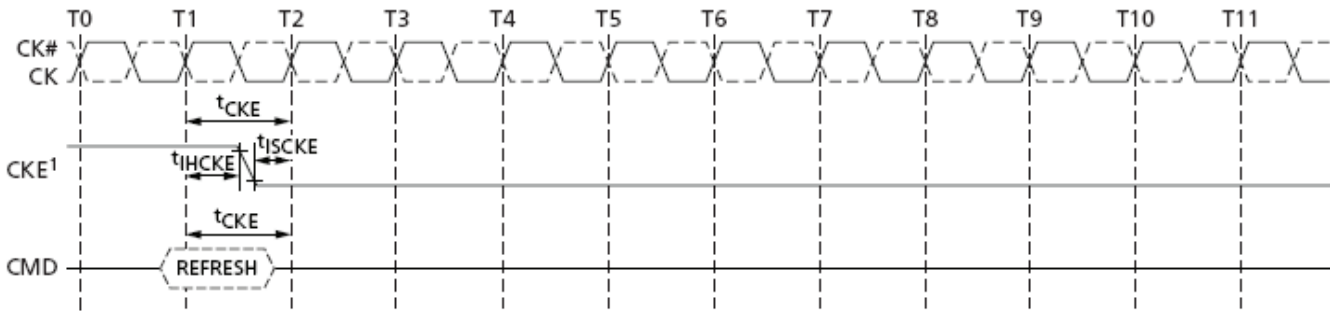 T0 T1 T2 T3 T4 T5 T6 T7 T8 T9 T10 T11
CK#
CK
tCKE
tISCKE
tIHCKE
CKE1
tCKE
CMD REFRESH